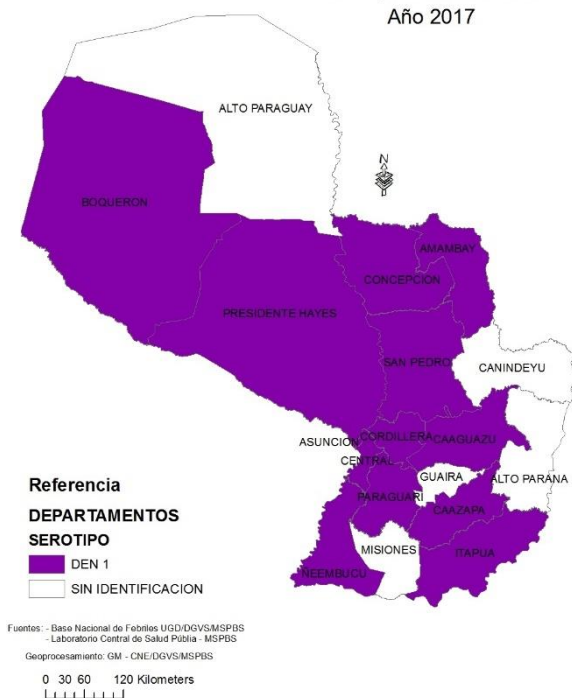 Año 2017
ALTO PARAGUAY
N
BOQUERON
AMAMBAY
CONCEPCION
PRESIDENTE HAYES
SAN PEDRO
CANINDEYU
ASUNCION
CORDILLERA
CAAGUAZU
CENTRAL
GUAIRA
ALTO PARANA
PARAGUARI
CAAZAPA
MISIONES
ITAPUA
ÑEEMBUCU
Referencia
DEPARTAMENTOS
SEROTIPO
DEN 1
SIN IDENTIFICACION
Fuentes: - Base Nacional de Febriles UGD/DGVS/MSPBS
- Laboratorio Central de Salud Públia - MSPBS
Geoprocesamiento: GM - CNE/DGVS/MSPBS
0 30 60 120 Kilometers